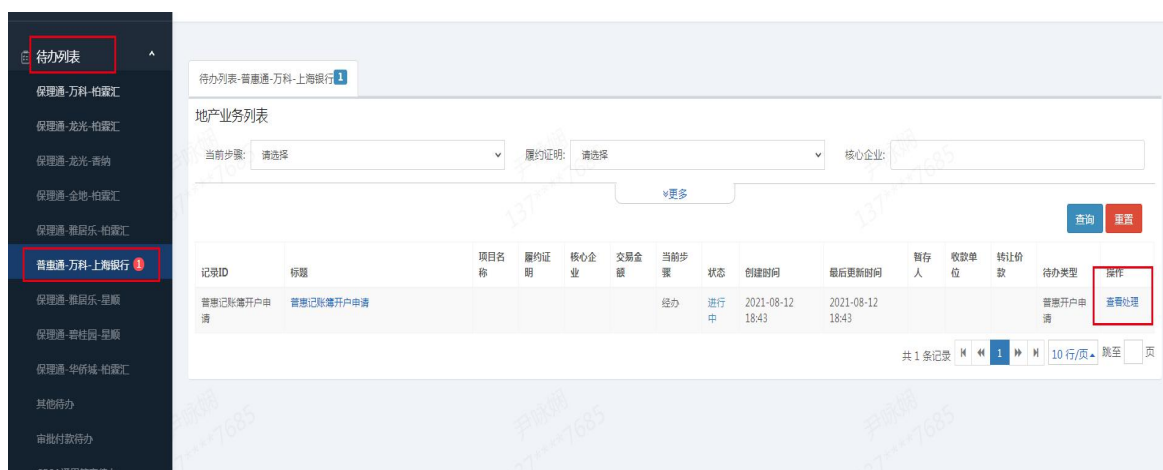 待办列表
保理通-万科-柏霖汇
保理通-龙光-柏霖汇
保理通-龙光-香纳
保理通-金地-柏霖汇
保理通-雅居乐-柏霖汇
普惠通-万科-上海银行 1
保理通-雅居乐-星顺
保理通-碧桂园-星顺
保理通-华侨城-柏霖汇
其他待办
审批付款待办
待办列表-普惠通-万科-上海银行 1
地产业务列表
当前步骤: 请选择 履约证明: 请选择 核心企业:
更多
查询 重置
记录ID 标题 项目名称 履约证明 核心企业 交易金额 当前步骤 状态 创建时间 最后更新时间 暂存人 收款单位 转让价款 待办类型 操作
普惠记账簿开户申请 普惠记账簿开户申请 经办 进行中 2021-08-12 18:43 2021-08-12 18:43 普惠开户申请 查看处理
共 1 条记录 1 10 行/页 跳至 页